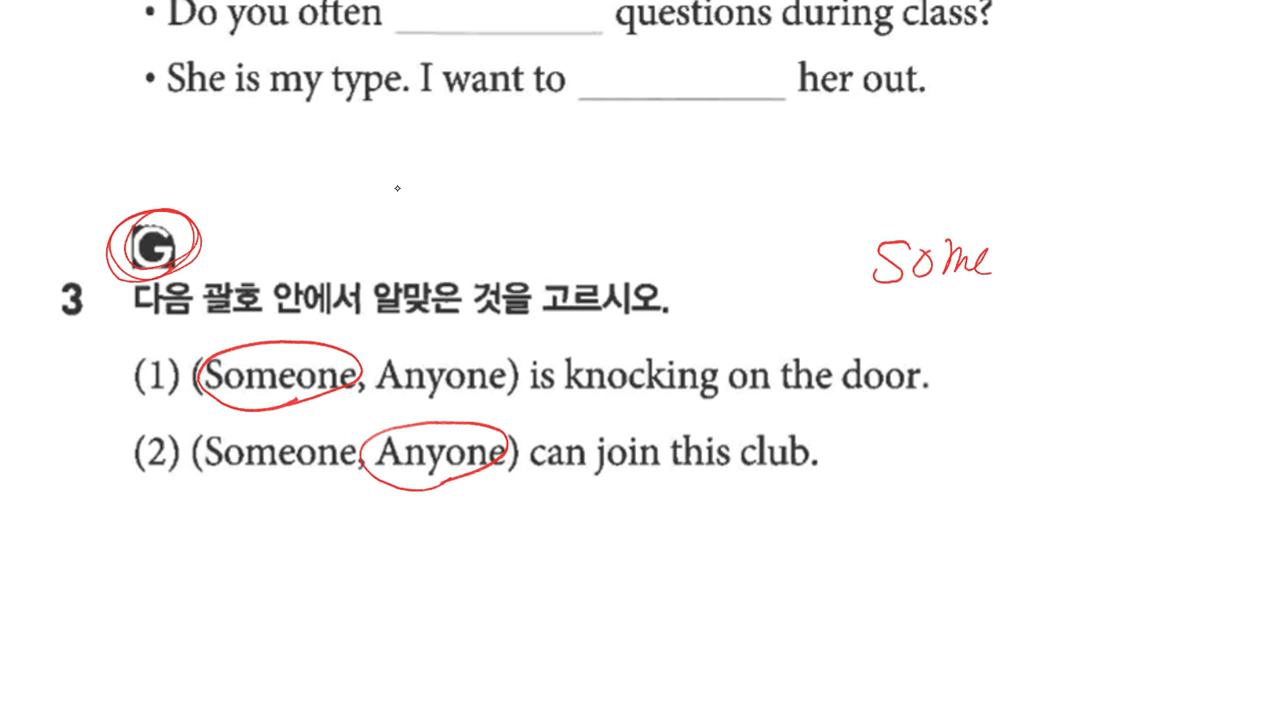 • Do you often __________ questions during class?
• She is my type. I want to __________ her out.
G
some
3 다음 괄호 안에서 알맞은 것을 고르시오.
(1) (Someone, Anyone) is knocking on the door.
(2) (Someone, Anyone) can join this club.